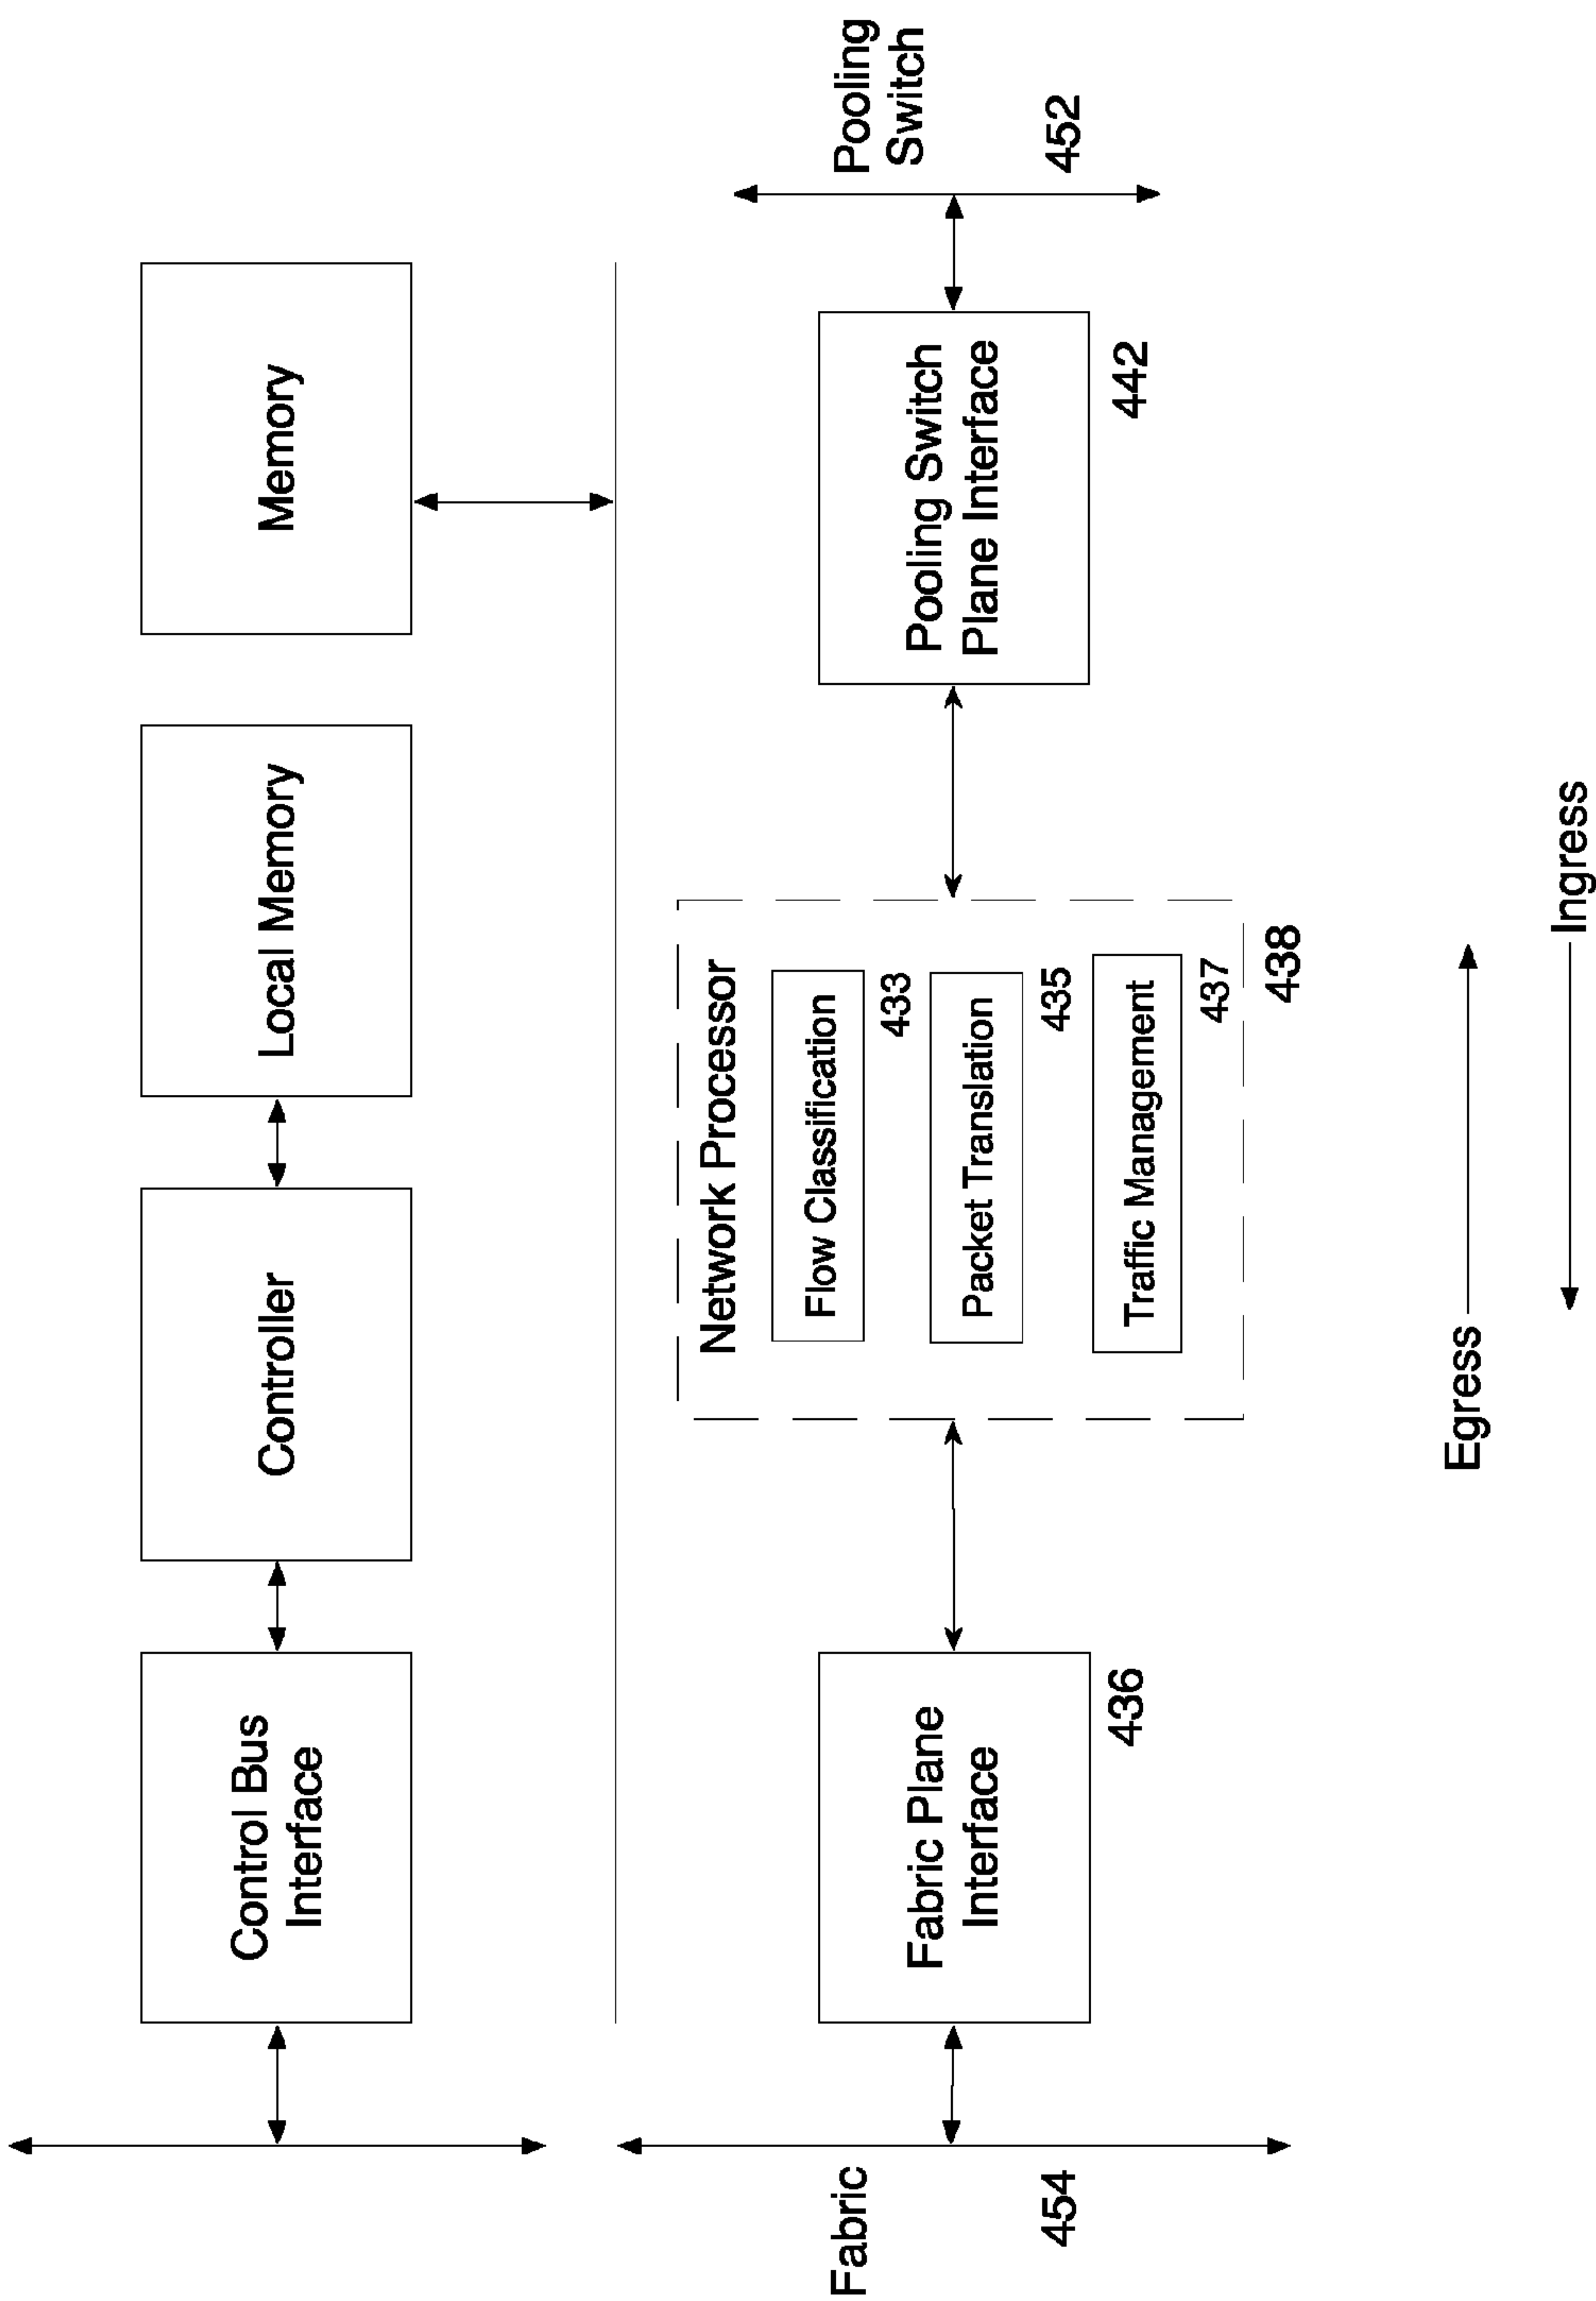 Control Bus
Interface
Controller
Local Memory
Memory
Fabric
454
Fabric Plane
Interface
436
Network Processor
Flow Classification
433
Packet Translation
435
Traffic Management
437
438
Pooling Switch
Plane Interface
442
Pooling
Switch
452
Egress
Ingress